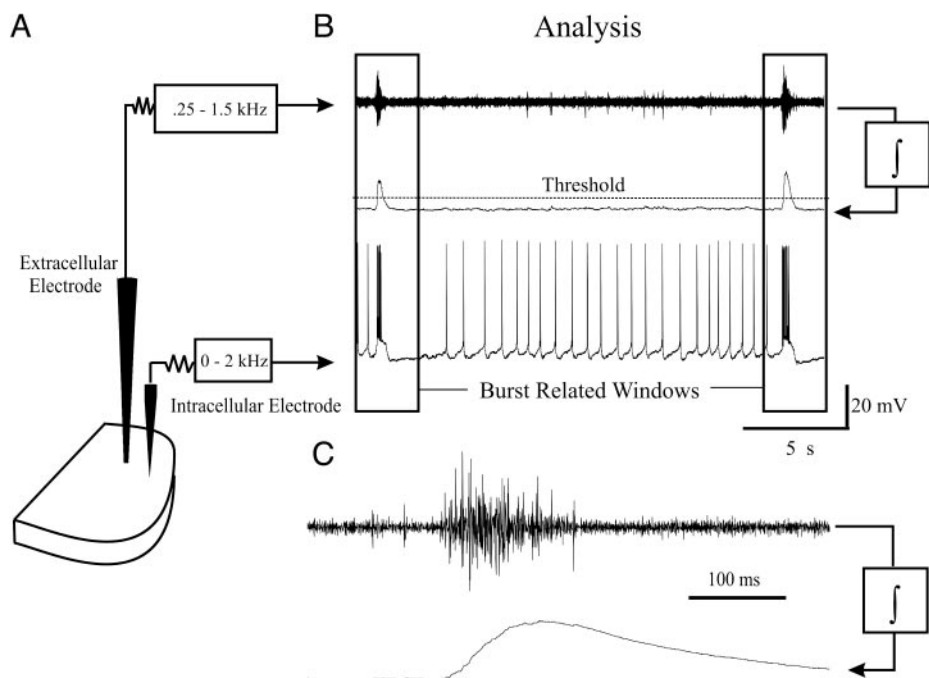 A
B
Analysis
.25 - 1.5 kHz
∫
Threshold
Extracellular
Electrode
0 - 2 kHz
Intracellular Electrode
Burst Related Windows
20 mV
5 s
C
100 ms
∫